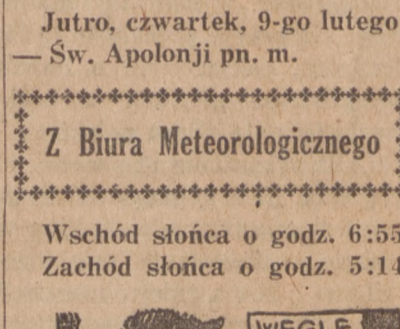 Jutro, czwartek, 9-go lutego
— Św. Apolonji pn. m.
Z Biura Meteorologicznego
Wschód słońca o godz. 6:55
Zachód słońca o godz. 5:14
WĘGLE